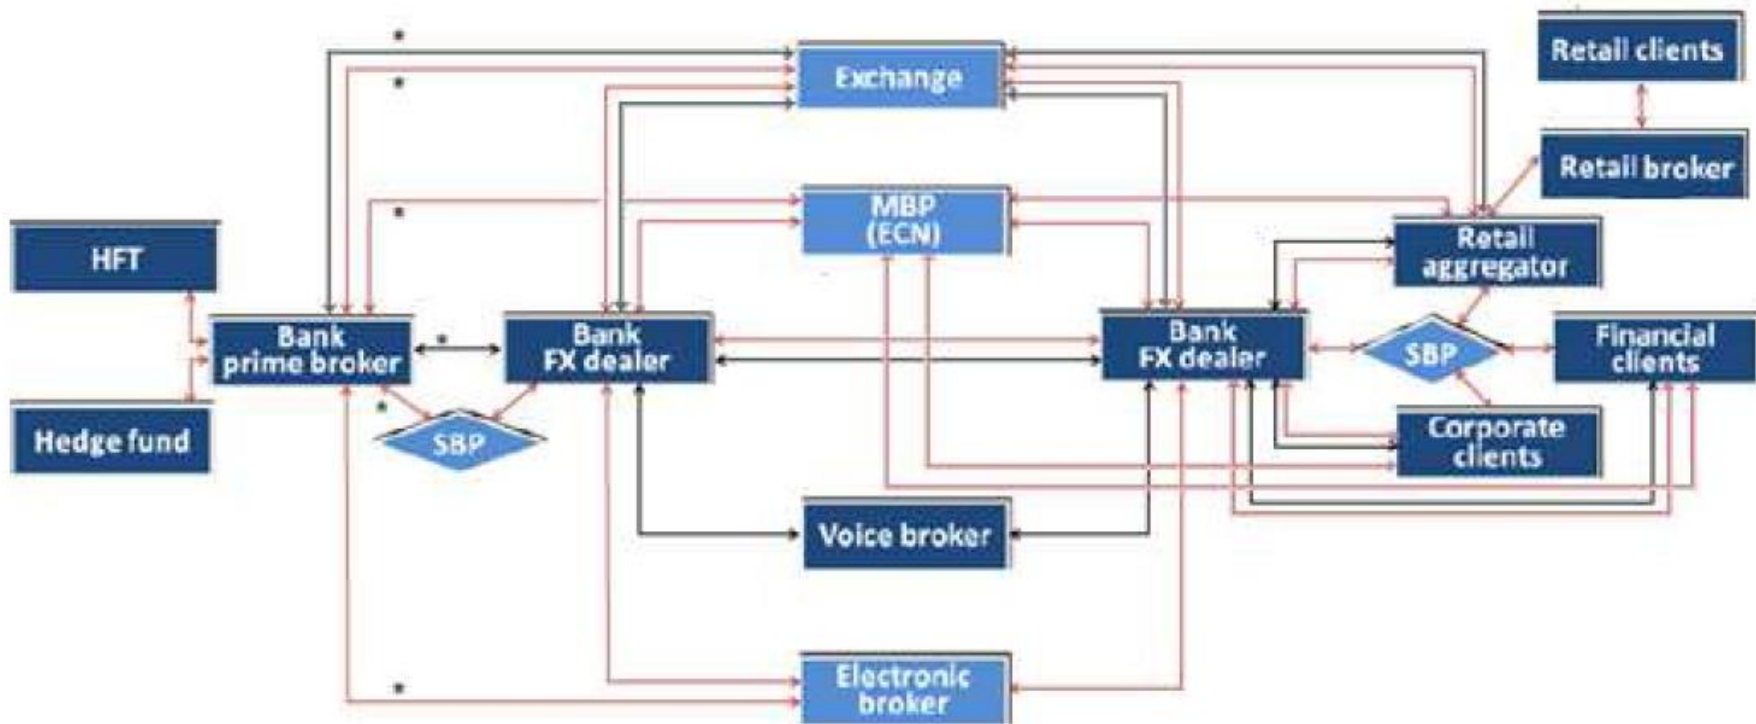 *
Exchange
*
Retail clients
Retail broker
MBP
(ECN)
*
HFT
Retail
aggregator
Bank
prime broker
*
Bank
FX dealer
Bank
FX dealer
SBP
Financial
clients
*
SBP
Hedge fund
Corporate
clients
Voice broker
Electronic
broker
*